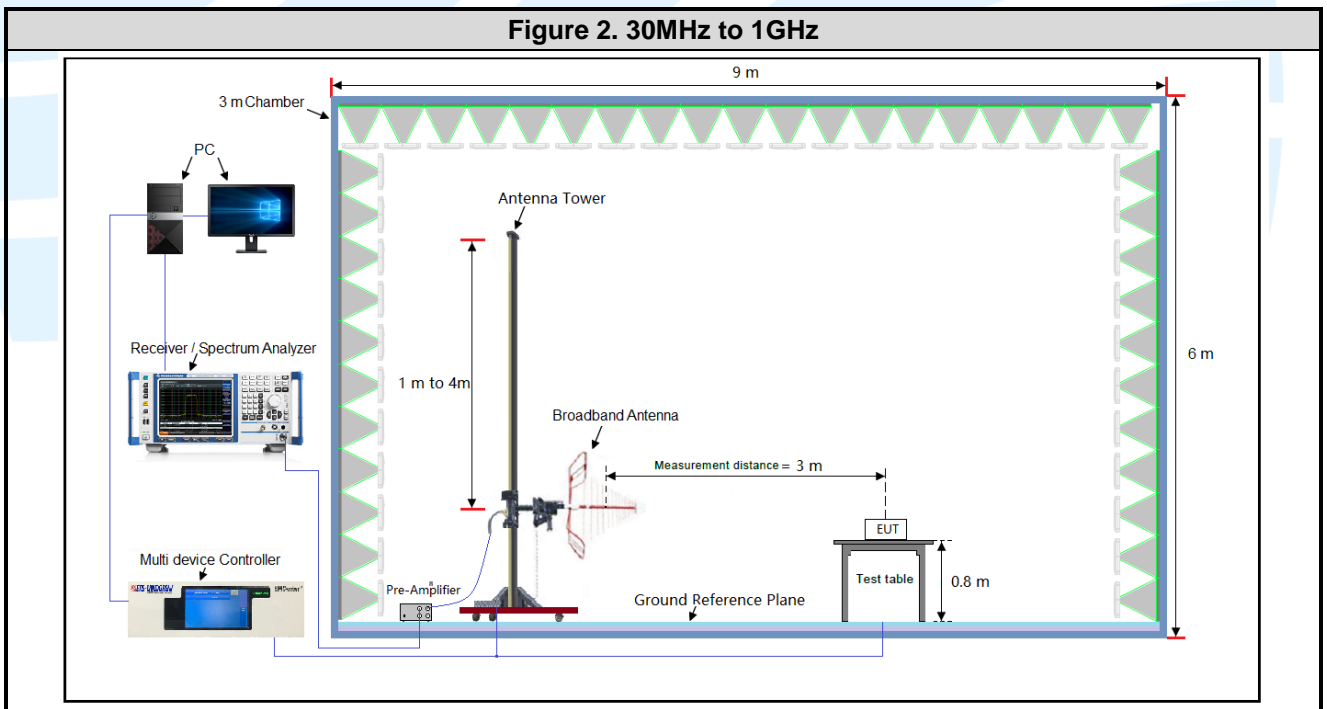 Figure 2. 30MHz to 1GHz
9 m
3 m Chamber
PC
Antenna Tower
Receiver / Spectrum Analyzer
1 m to 4m
6 m
Broadband Antenna
Measurement distance = 3 m
EUT
Multi device Controller
Test table
0.8 m
Pre-Amplifier
Ground Reference Plane